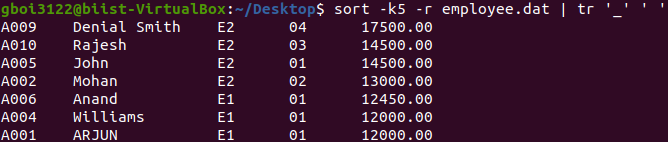 gboi3122@biist-VirtualBox:~/Desktop$ sort -k5 -r employee.dat | tr '_' ' '
A009    Denial Smith    E2      04      17500.00
A010    Rajesh          E2      03      14500.00
A005    John            E2      01      14500.00
A002    Mohan           E2      02      13000.00
A006    Anand           E1      01      12450.00
A004    Williams        E1      01      12000.00
A001    ARJUN           E1      01      12000.00